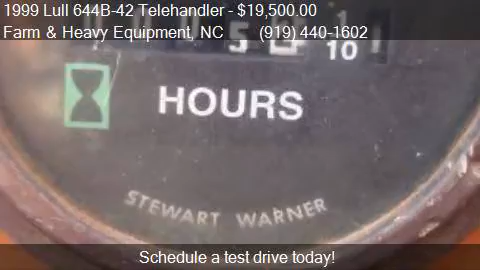 1999 Lull 644B-42 Telehandler - $19,500.00
Farm & Heavy Equipment, NC (919) 440-1602
5
10
HOURS
STEWART WARNER
Schedule a test drive today!